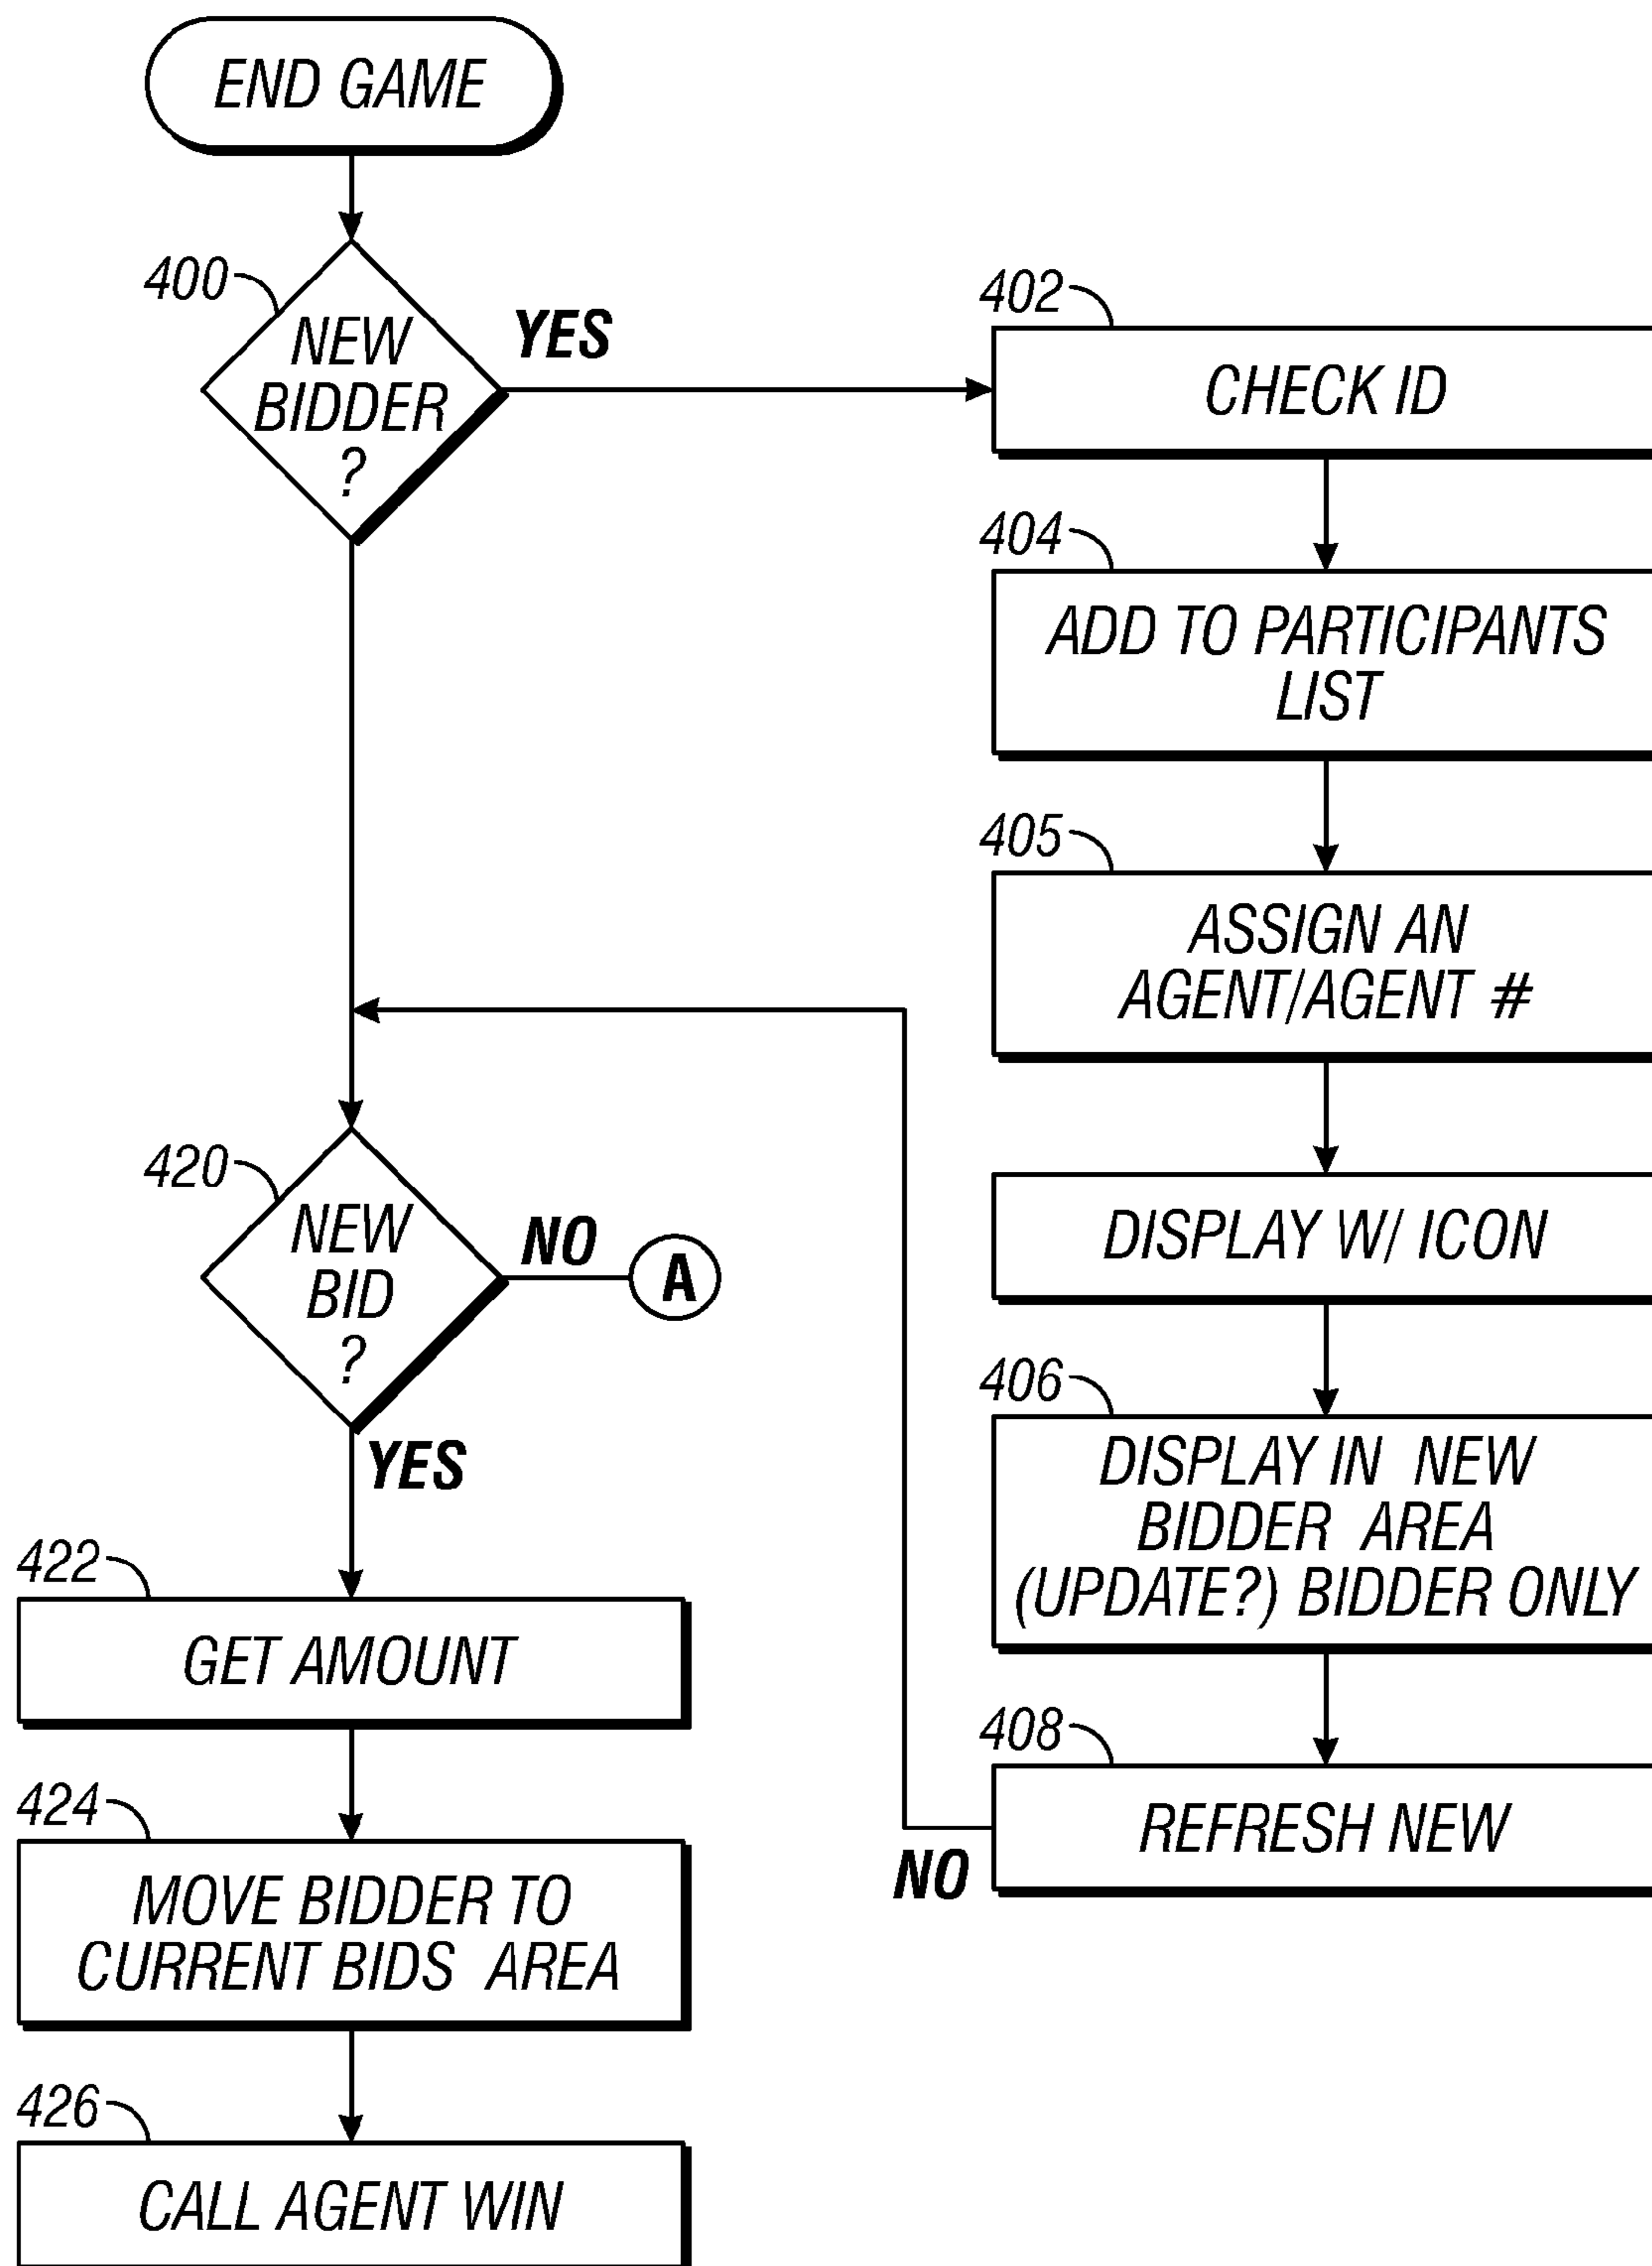 END GAME
400
NEW
BIDDER
?
YES
402
CHECK ID
404
ADD TO PARTICIPANTS
LIST
405
ASSIGN AN
AGENT/AGENT #
DISPLAY W/ ICON
406
DISPLAY IN NEW
BIDDER AREA
(UPDATE?) BIDDER ONLY
408
REFRESH NEW
NO
420
NEW
BID
?
NO
A
YES
422
GET AMOUNT
424
MOVE BIDDER TO
CURRENT BIDS AREA
426
CALL AGENT WIN